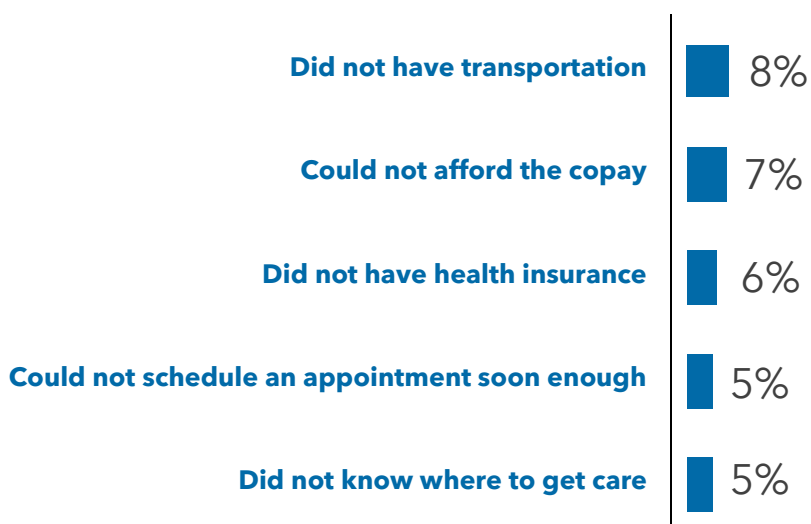 Did not have transportation 8%
Could not afford the copay 7%
Did not have health insurance 6%
Could not schedule an appointment soon enough 5%
Did not know where to get care 5%